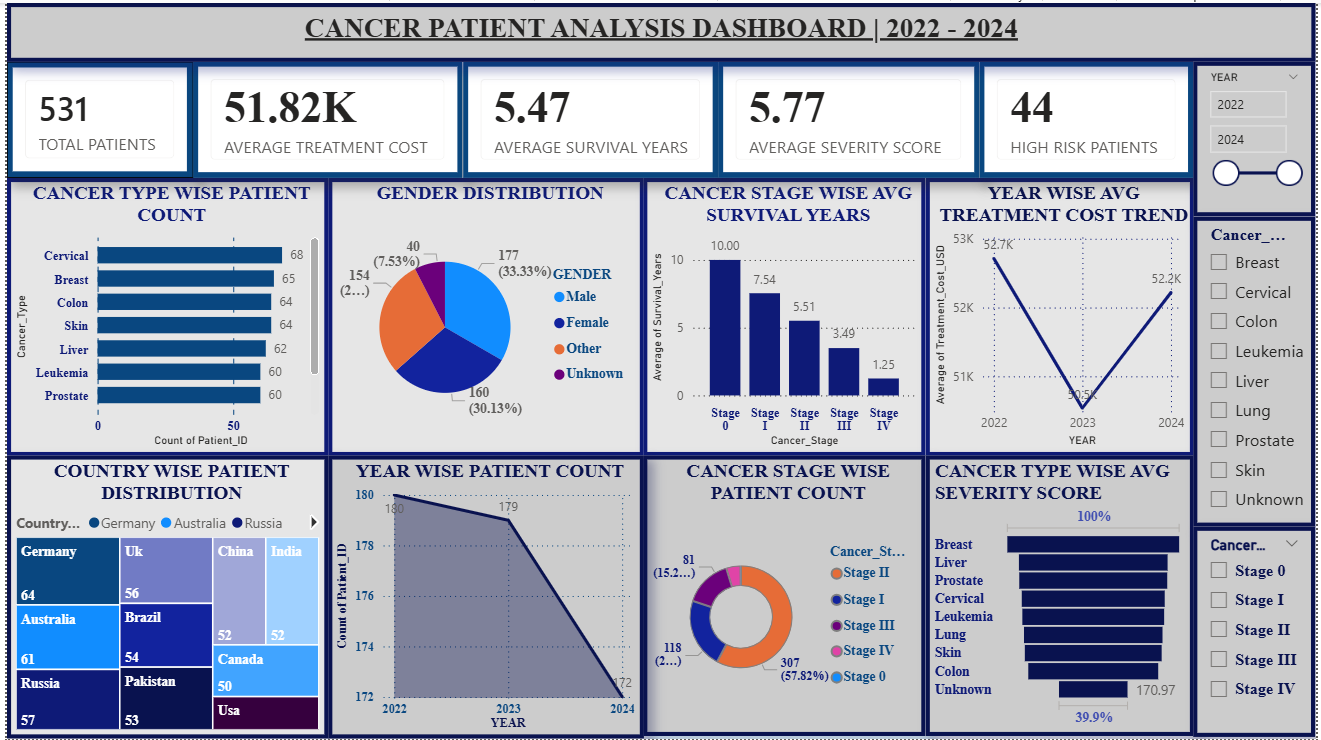 CANCER PATIENT ANALYSIS DASHBOARD | 2022 - 2024
531
TOTAL PATIENTS
51.82K
AVERAGE TREATMENT COST
5.47
AVERAGE SURVIVAL YEARS
5.77
AVERAGE SEVERITY SCORE
44
HIGH RISK PATIENTS
YEAR
2022
2024
CANCER TYPE WISE PATIENT
COUNT
Cancer_Type
Cervical 68
Breast 65
Colon 64
Skin 64
Liver 62
Leukemia 60
Prostate 60
0 50
Count of Patient_ID
GENDER DISTRIBUTION
40
(7.53%)
177
(33.33%)
154
(2...)
160
(30.13%)
GENDER
Male
Female
Other
Unknown
CANCER STAGE WISE AVG
SURVIVAL YEARS
Average of Survival_Years
10
5
0
10.00
7.54
5.51
3.49
1.25
Stage 0
Stage I
Stage II
Stage III
Stage IV
Cancer_Stage
YEAR WISE AVG
TREATMENT COST TREND
Average of Treatment_Cost_USD
53K
52K
51K
52.7K
50.5K
52.2K
2022 2023 2024
YEAR
Cancer_...
Breast
Cervical
Colon
Leukemia
Liver
Lung
Prostate
Skin
Unknown
COUNTRY WISE PATIENT
DISTRIBUTION
Country... Germany Australia Russia
Germany
64
Australia
61
Russia
57
Uk
56
Brazil
54
Pakistan
53
China
52
India
52
Canada
50
Usa
YEAR WISE PATIENT COUNT
Count of Patient_ID
180
178
176
174
172
180
179
172
2022 2023 2024
YEAR
CANCER STAGE WISE
PATIENT COUNT
81
(15.2...)
118
(2...)
307
(57.82%)
Cancer_St...
Stage II
Stage I
Stage III
Stage IV
Stage 0
CANCER TYPE WISE AVG
SEVERITY SCORE
100%
Breast
Liver
Prostate
Cervical
Leukemia
Lung
Skin
Colon
Unknown 170.97
39.9%
Cancer...
Stage 0
Stage I
Stage II
Stage III
Stage IV